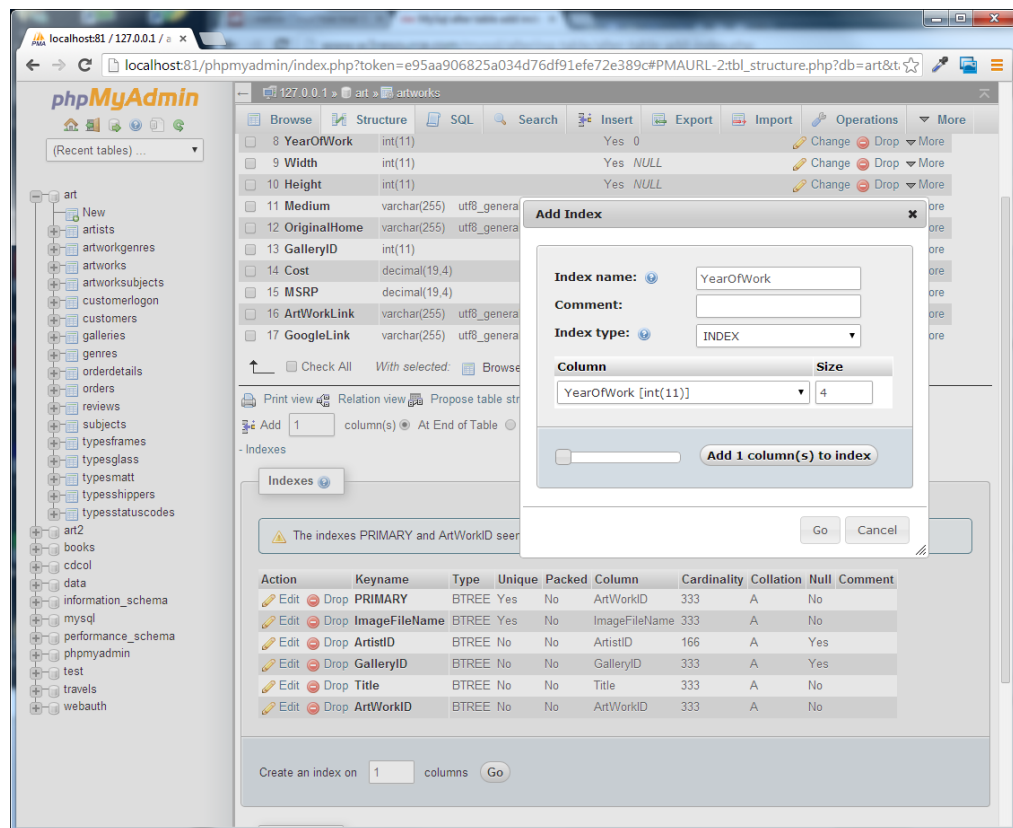 localhost:81 / 127.0.0.1 / a
localhost:81/phpmyadmin/index.php?token=e95aa906825a034d76df91efe72e389c#PMAURL-2:tbl_structure.php?db=art&t
phpMyAdmin
(Recent tables) ...
art
New
artists
artworkgenres
artworks
artworksubjects
customerlogon
customers
galleries
genres
orderdetails
orders
reviews
subjects
typesframes
typesglass
typesmatt
typesshippers
typesstatuscodes
art2
books
cdcol
data
information_schema
mysql
performance_schema
phpmyadmin
test
travels
webauth
127.0.0.1 » art » artworks
Browse Structure SQL Search Insert Export Import Operations More
8 YearOfWork int(11) Yes 0 Change Drop More
9 Width int(11) Yes NULL Change Drop More
10 Height int(11) Yes NULL Change Drop More
11 Medium varchar(255) utf8_genera ore
12 OriginalHome varchar(255) utf8_genera ore
13 GalleryID int(11) ore
14 Cost decimal(19,4) ore
15 MSRP decimal(19,4) ore
16 ArtWorkLink varchar(255) utf8_genera ore
17 GoogleLink varchar(255) utf8_genera ore
Check All With selected: Browse
Print view Relation view Propose table str
Add 1 column(s) At End of Table
- Indexes
Indexes
The indexes PRIMARY and ArtWorkID seer
Action Keyname Type Unique Packed Column Cardinality Collation Null Comment
Edit Drop PRIMARY BTREE Yes No ArtWorkID 333 A No
Edit Drop ImageFileName BTREE Yes No ImageFileName 333 A No
Edit Drop ArtistID BTREE No No ArtistID 166 A Yes
Edit Drop GalleryID BTREE No No GalleryID 333 A Yes
Edit Drop Title BTREE No No Title 333 A No
Edit Drop ArtWorkID BTREE No No ArtWorkID 333 A No
Create an index on 1 columns Go
Add Index
Index name: YearOfWork
Comment:
Index type: INDEX
Column Size
YearOfWork [int(11)] 4
Add 1 column(s) to index
Go Cancel